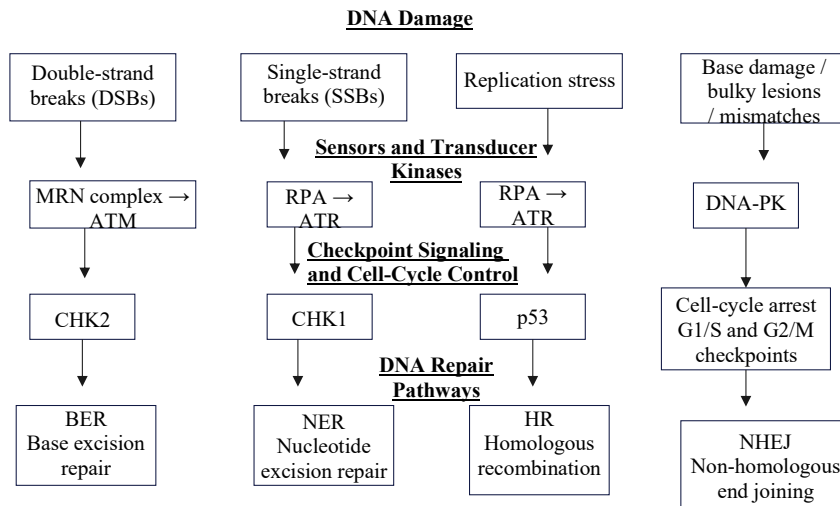 DNA Damage
Double-strand
breaks (DSBs)
Single-strand
breaks (SSBs)
Replication stress
Base damage /
bulky lesions
/ mismatches
Sensors and Transducer
Kinases
MRN complex →
ATM
RPA →
ATR
RPA →
ATR
DNA-PK
Checkpoint Signaling
and Cell-Cycle Control
CHK2
CHK1
p53
Cell-cycle arrest
G1/S and G2/M
checkpoints
DNA Repair
Pathways
BER
Base excision
repair
NER
Nucleotide
excision repair
HR
Homologous
recombination
NHEJ
Non-homologous
end joining